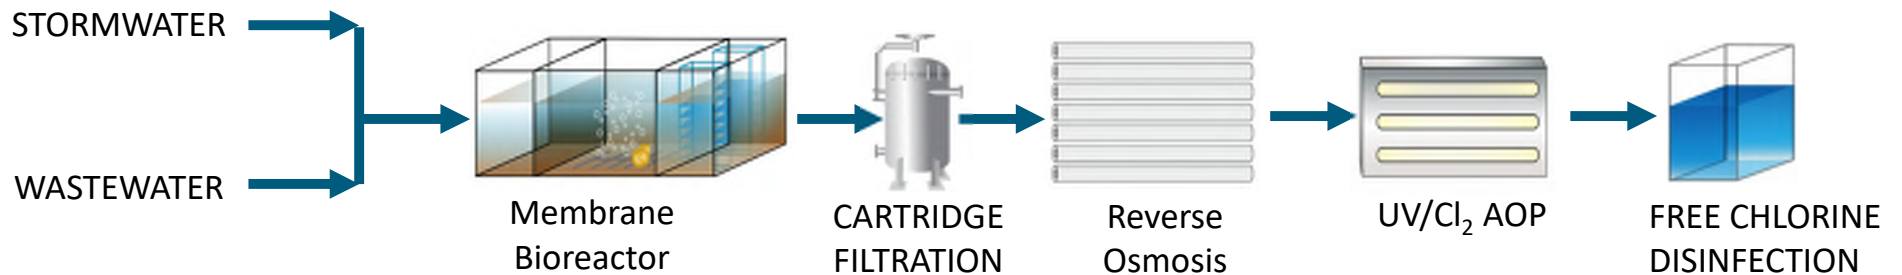 STORMWATER
WASTEWATER
Membrane
Bioreactor
CARTRIDGE
FILTRATION
Reverse
Osmosis
UV/Cl₂ AOP
FREE CHLORINE
DISINFECTION